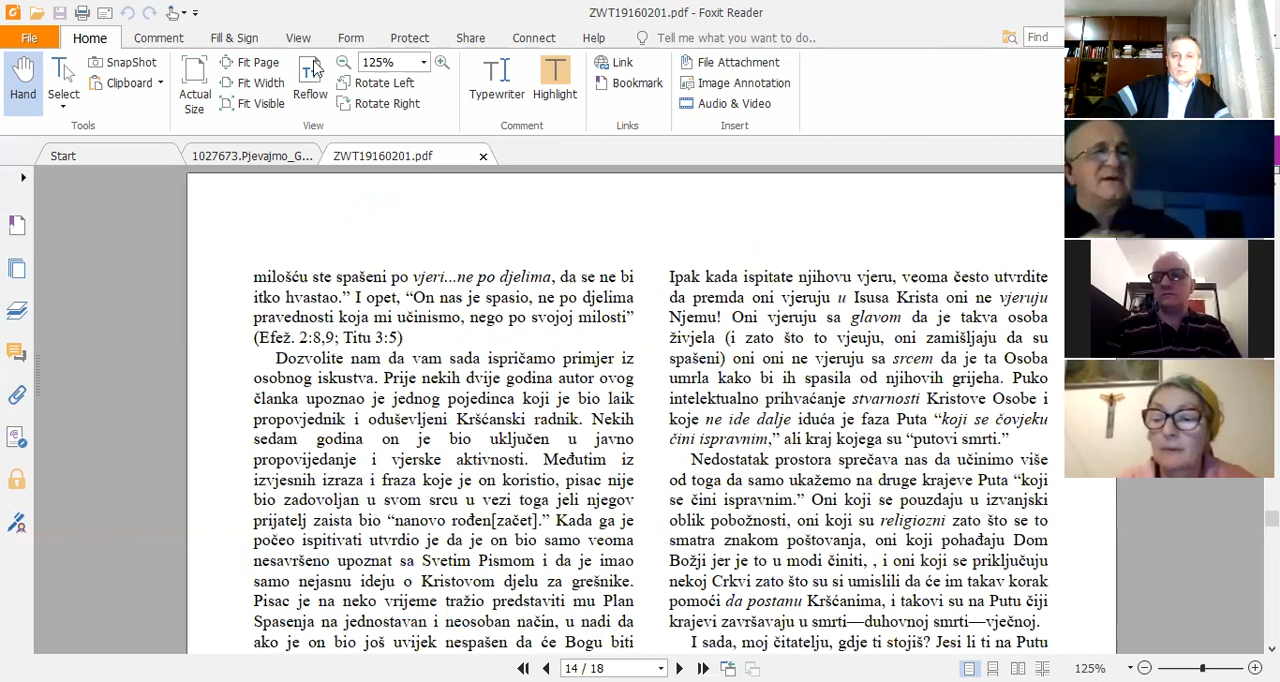 ZWT19160201.pdf - Foxit Reader
File Home Comment Fill & Sign View Form Protect Share Connect Help Tell me what you want to do.. Find
Hand
Select
SnapShot
Clipboard
Tools
Actual Size
Fit Page
Fit Width
Fit Visible
Reflow
125%
Rotate Left
Rotate Right
View
Typewriter
Highlight
Comment
Link
Bookmark
Links
File Attachment
Image Annotation
Audio & Video
Insert
Start 1027673.Pjevajmo_G... ZWT19160201.pdf
milošću ste spašeni po vjeri...ne po djelima, da se ne bi
itko hvastao.” I opet, “On nas je spasio, ne po djelima
pravednosti koja mi učinimo, nego po svojoj milosti”
(Efež. 2:8,9; Titu 3:5)
Dozvolite nam da vam sada ispričamo primjer iz
osobnog iskustva. Prije nekih dvije godina autor ovog
članka upoznao je jednog pojedinca koji je bio laik
propovjednik i oduševljeni Kršćanski radnik. Nekih
sedam godina on je bio uključen u javno
propovijedanje i vjerske aktivnosti. Međutim iz
izvjesnih izraza i fraza koje je on koristio, pisac nije
bio zadovoljan u svom srcu u vezi toga jeli njegov
prijatelj zaista bio “nanovo rođen[začet].” Kada ga je
počeo ispitivati utvrdio je da je on bio samo veoma
nesavršeno upoznat sa Svetim Pismom i da je imao
samo nejasnu ideju o Kristovom djelu za grešnike.
Pisac je na neko vrijeme tražio predstaviti mu Plan
Spasenja na jednostavan i neosoban način, u nadi da
ako je on bio još uvijek nespašen da će Bogu biti
Ipak kada ispitate njihovu vjeru, veoma često utvrdite
da premda oni vjeruju u Isusa Krista oni ne vjeruju
Njemu! Oni vjeruju sa glavom da je takva osoba
živjela (i zato što to vjeuju, oni zamišljaju da su
spašeni) oni oni ne vjeruju sa srcem da je ta Osoba
umrla kako bi ih spasila od njihovih grijeha. Puko
intelektualno prihvaćanje stvarnosti Kristove Osobe i
koje ne ide dalje iduća je faza Puta “koji se čovjeku
čini ispravnim,” ali kraj kojega su “putovi smrti.”
Nedostatak prostora sprečava nas da učinimo više
od toga da samo ukažemo na druge krajeve Puta “koji
se čini ispravnim.” Oni koji se pouzdaju u izvanjski
oblik pobožnosti, oni koji su religiozni zato što se to
smatra znakom poštovanja, oni koji pohađaju Dom
Božji jer je to u modi činiti, , i oni koji se priključuju
nekoj Crkvi zato što su si umislili da će im takav korak
pomoći da postanu Kršćanima, i takovi su na Putu čiji
krajevi završavaju u smrti—duhovnoj smrti—vječnoj.
I sada, moj čitatelju, gdje ti stojiš? Jesi li ti na Putu
14 / 18
125%